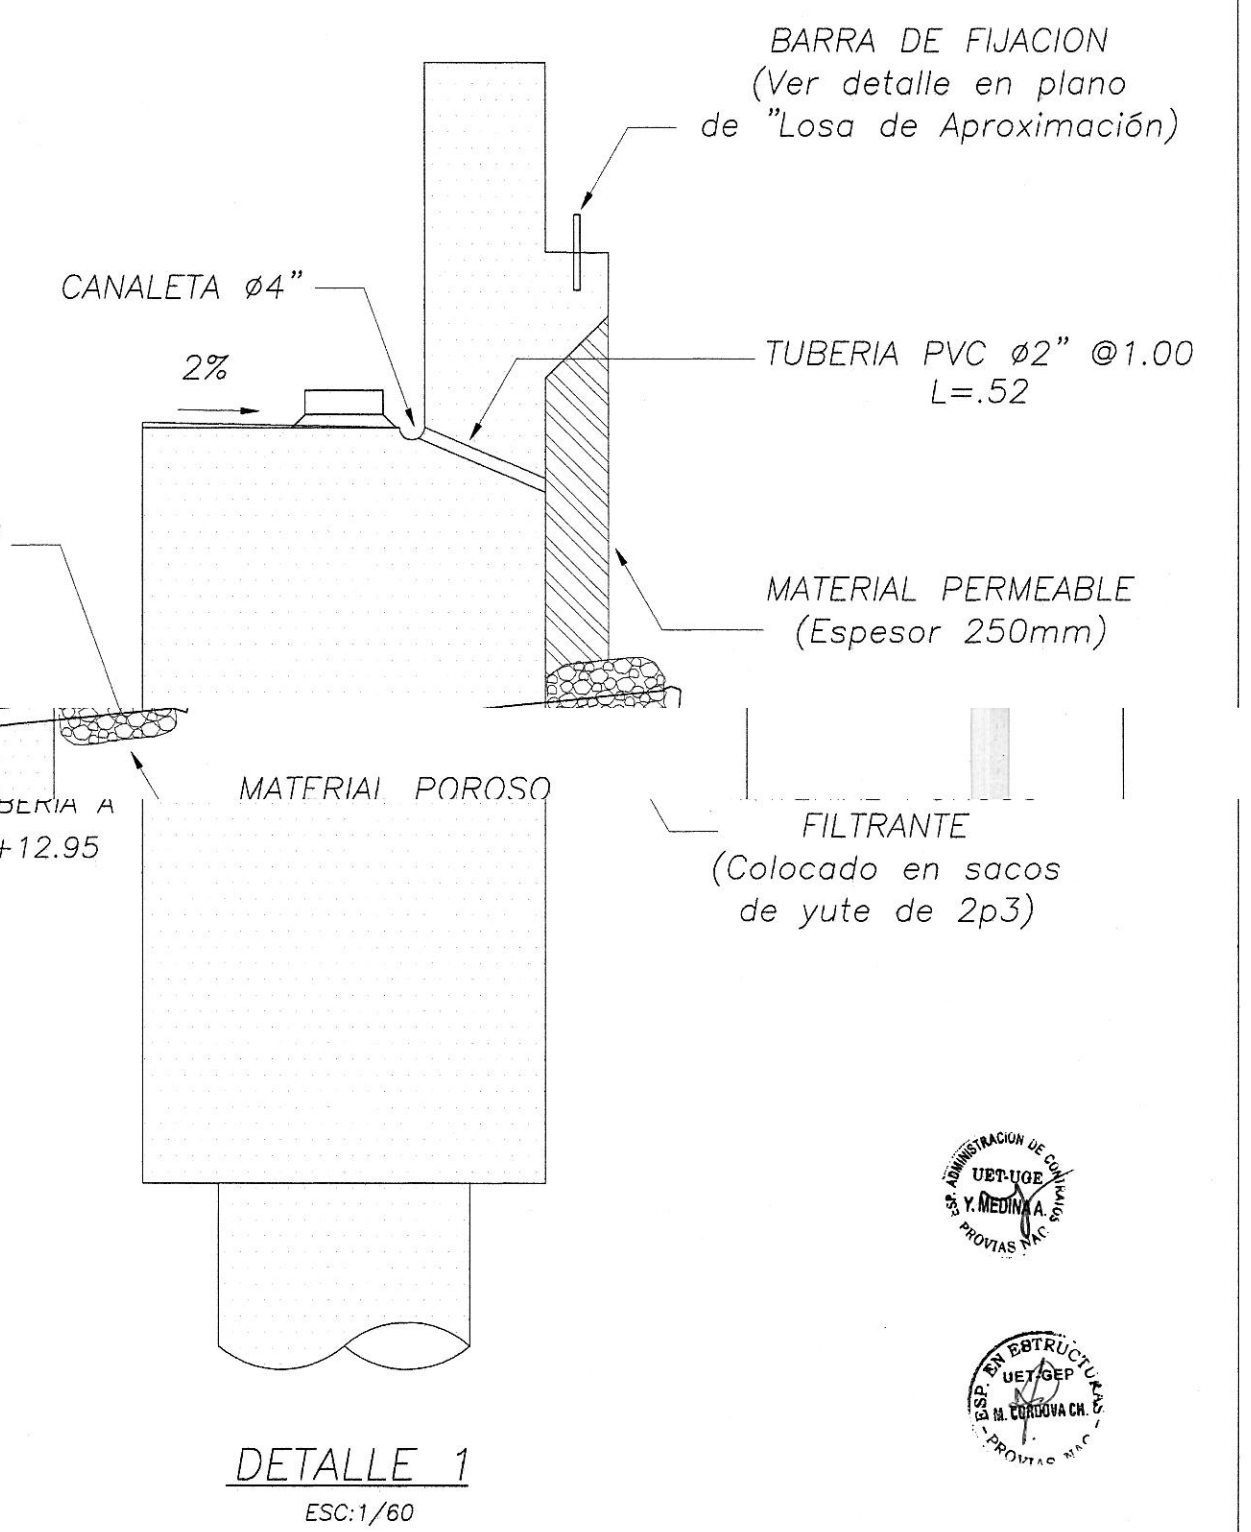 BARRA DE FIJACION
(Ver detalle en plano
de "Losa de Aproximación)
CANALETA ø4"
2%
TUBERIA PVC ø2" @1.00
L=.52
MATERIAL PERMEABLE
(Espesor 250mm)
MATERIAL POROSO
BERIA A
+12.95
FILTRANTE
(Colocado en sacos
de yute de 2p3)
ESP. ADMINISTRACION DE CONTRATOS
UET-UGE
Y. MEDINA A.
PROVIAS NAC.
ESP. EN ESTRUCTURAS
UET-GEP
M. CORDOVA CH.
PROVIAS NAC
DETALLE 1
ESC:1/60